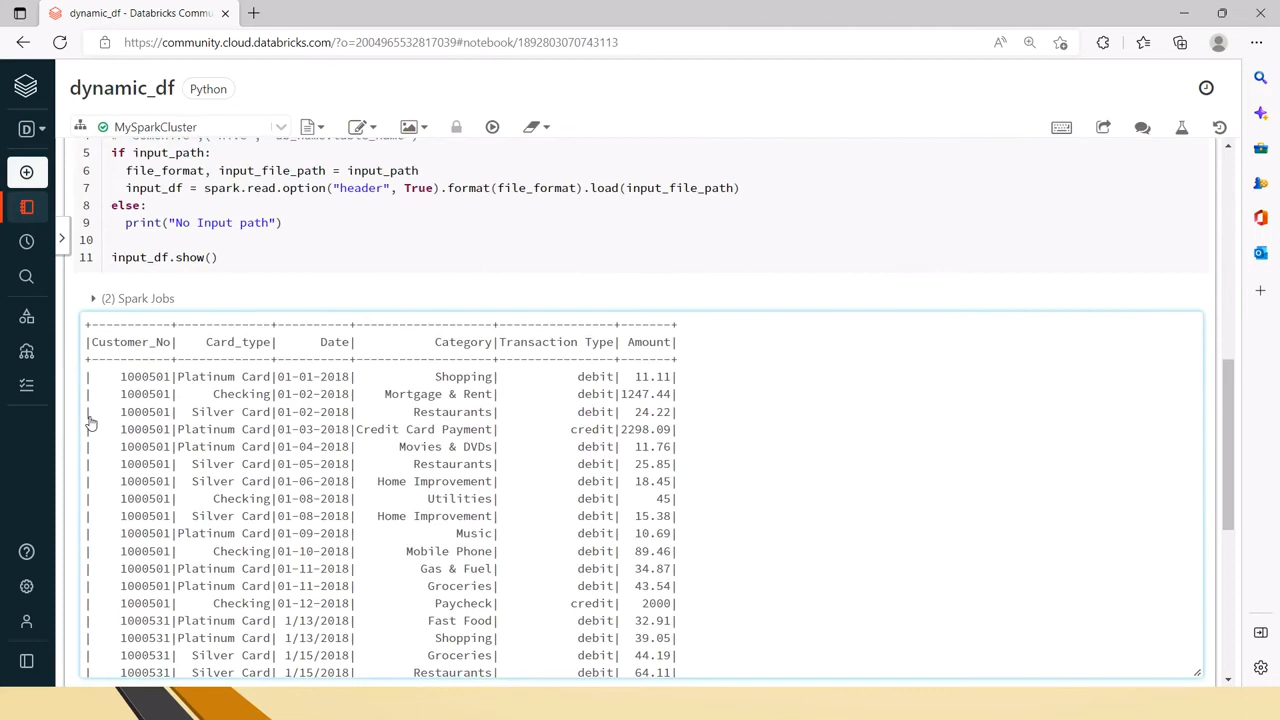 dynamic_df - Databricks Commu
https://community.cloud.databricks.com/?o=2004965532817039#notebook/1892803070743113
dynamic_df Python
D
MySparkCluster
5 if input_path:
6 file_format, input_file_path = input_path
7 input_df = spark.read.option("header", True).format(file_format).load(input_file_path)
8 else:
9 print("No Input path")
10
11 input_df.show()
(2) Spark Jobs
+-----------+-------------+----------+--------------------+----------------+-------+
|Customer_No|    Card_type|      Date|            Category|Transaction Type| Amount|
+-----------+-------------+----------+--------------------+----------------+-------+
|    1000501|Platinum Card|01-01-2018|            Shopping|           debit|  11.11|
|    1000501|     Checking|01-02-2018|     Mortgage & Rent|           debit|1247.44|
|    1000501|  Silver Card|01-02-2018|         Restaurants|           debit|  24.22|
|    1000501|Platinum Card|01-03-2018|Credit Card Payment|          credit|2298.09|
|    1000501|Platinum Card|01-04-2018|       Movies & DVDs|           debit|  11.76|
|    1000501|  Silver Card|01-05-2018|         Restaurants|           debit|  25.85|
|    1000501|  Silver Card|01-06-2018|    Home Improvement|           debit|  18.45|
|    1000501|     Checking|01-08-2018|           Utilities|           debit|     45|
|    1000501|  Silver Card|01-08-2018|    Home Improvement|           debit|  15.38|
|    1000501|Platinum Card|01-09-2018|               Music|           debit|  10.69|
|    1000501|     Checking|01-10-2018|        Mobile Phone|           debit|  89.46|
|    1000501|Platinum Card|01-11-2018|          Gas & Fuel|           debit|  34.87|
|    1000501|Platinum Card|01-11-2018|           Groceries|           debit|  43.54|
|    1000501|     Checking|01-12-2018|            Paycheck|          credit|   2000|
|    1000531|Platinum Card| 1/13/2018|           Fast Food|           debit|  32.91|
|    1000531|Platinum Card| 1/13/2018|            Shopping|           debit|  39.05|
|    1000531|  Silver Card| 1/15/2018|           Groceries|           debit|  44.19|
|    1000531|  Silver Card| 1/15/2018|         Restaurants|           debit|  64.11|